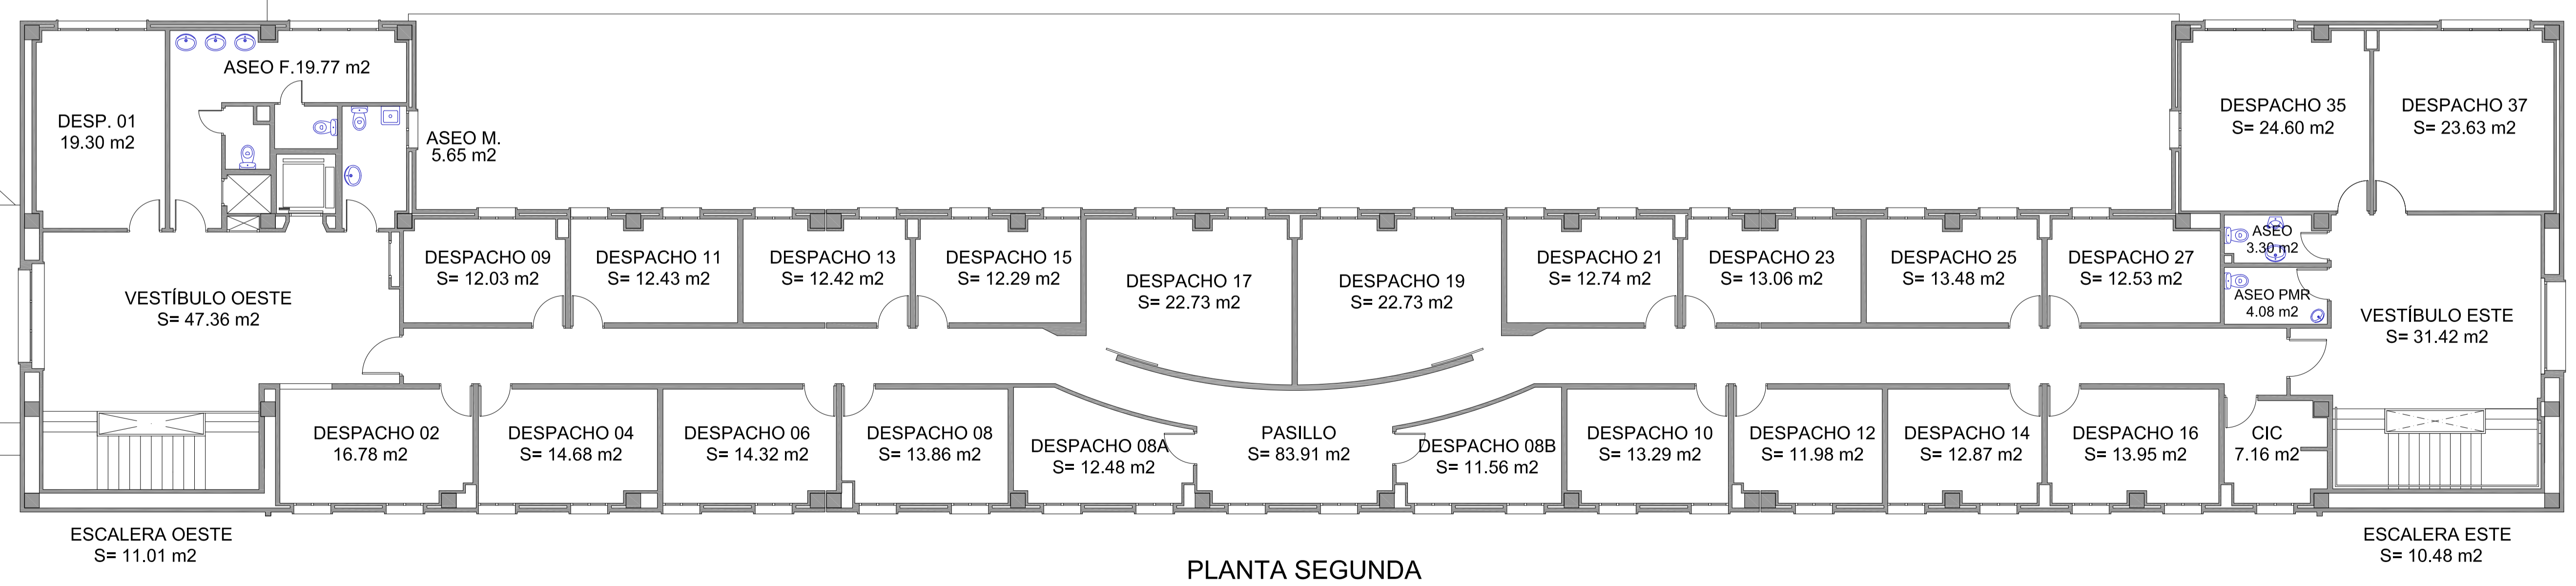 DESP. 01
19.30 m2
ASEO F.19.77 m2
ASEO M.
5.65 m2
DESPACHO 35
S= 24.60 m2
DESPACHO 37
S= 23.63 m2
VESTÍBULO OESTE
S= 47.36 m2
DESPACHO 09
S= 12.03 m2
DESPACHO 11
S= 12.43 m2
DESPACHO 13
S= 12.42 m2
DESPACHO 15
S= 12.29 m2
DESPACHO 17
S= 22.73 m2
DESPACHO 19
S= 22.73 m2
DESPACHO 21
S= 12.74 m2
DESPACHO 23
S= 13.06 m2
DESPACHO 25
S= 13.48 m2
DESPACHO 27
S= 12.53 m2
ASEO
3.30 m2
ASEO PMR
4.08 m2
VESTÍBULO ESTE
S= 31.42 m2
DESPACHO 02
16.78 m2
DESPACHO 04
S= 14.68 m2
DESPACHO 06
S= 14.32 m2
DESPACHO 08
S= 13.86 m2
DESPACHO 08A
S= 12.48 m2
PASILLO
S= 83.91 m2
DESPACHO 08B
S= 11.56 m2
DESPACHO 10
S= 13.29 m2
DESPACHO 12
S= 11.98 m2
DESPACHO 14
S= 12.87 m2
DESPACHO 16
S= 13.95 m2
CIC
7.16 m2
ESCALERA OESTE
S= 11.01 m2
ESCALERA ESTE
S= 10.48 m2
PLANTA SEGUNDA